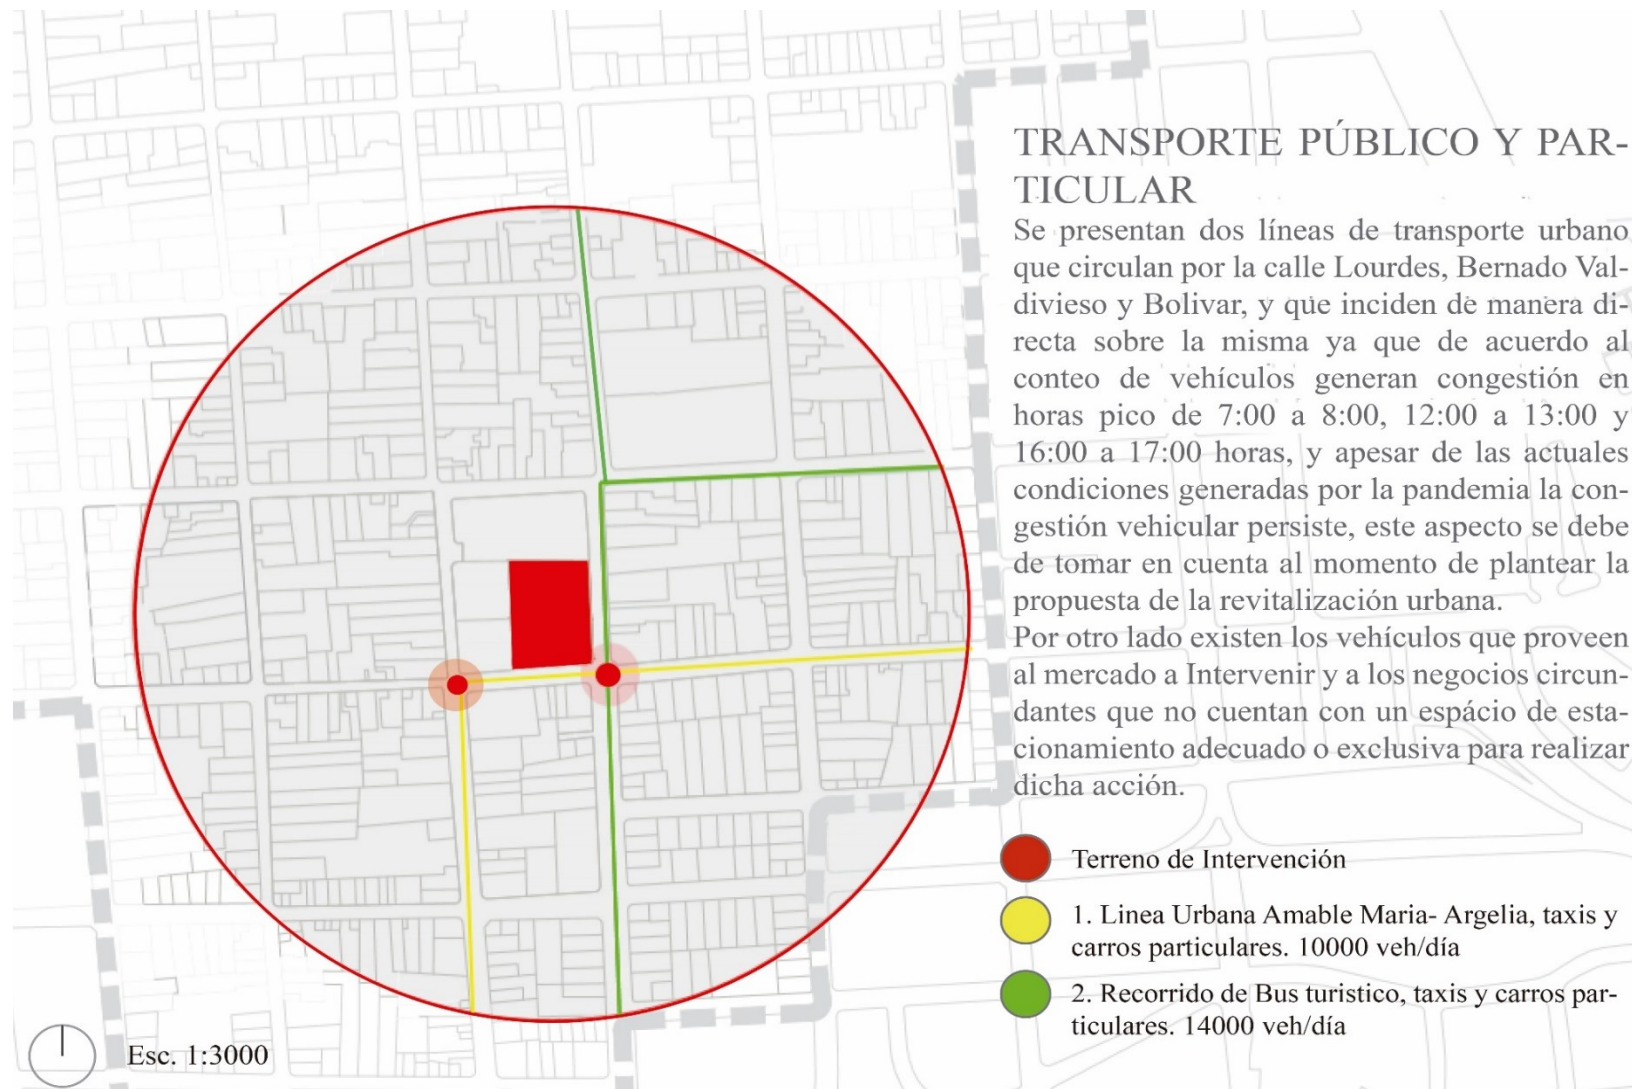 TRANSPORTE PÚBLICO Y PAR-
TICULAR
Se presentan dos líneas de transporte urbano
que circulan por la calle Lourdes, Bernado Val-
divieso y Bolivar, y que inciden de manera di-
recta sobre la misma ya que de acuerdo al
conteo de vehículos generan congestión en
horas pico de 7:00 a 8:00, 12:00 a 13:00 y
16:00 a 17:00 horas, y apesar de las actuales
condiciones generadas por la pandemia la con-
gestión vehicular persiste, este aspecto se debe
de tomar en cuenta al momento de plantear la
propuesta de la revitalización urbana.
Por otro lado existen los vehículos que proveen
al mercado a Intervenir y a los negocios circun-
dantes que no cuentan con un espácio de esta-
cionamiento adecuado o exclusiva para realizar
dicha acción.
Terreno de Intervención
1. Linea Urbana Amable Maria- Argelia, taxis y
carros particulares. 10000 veh/día
2. Recorrido de Bus turistico, taxis y carros par-
ticulares. 14000 veh/día
Esc. 1:3000